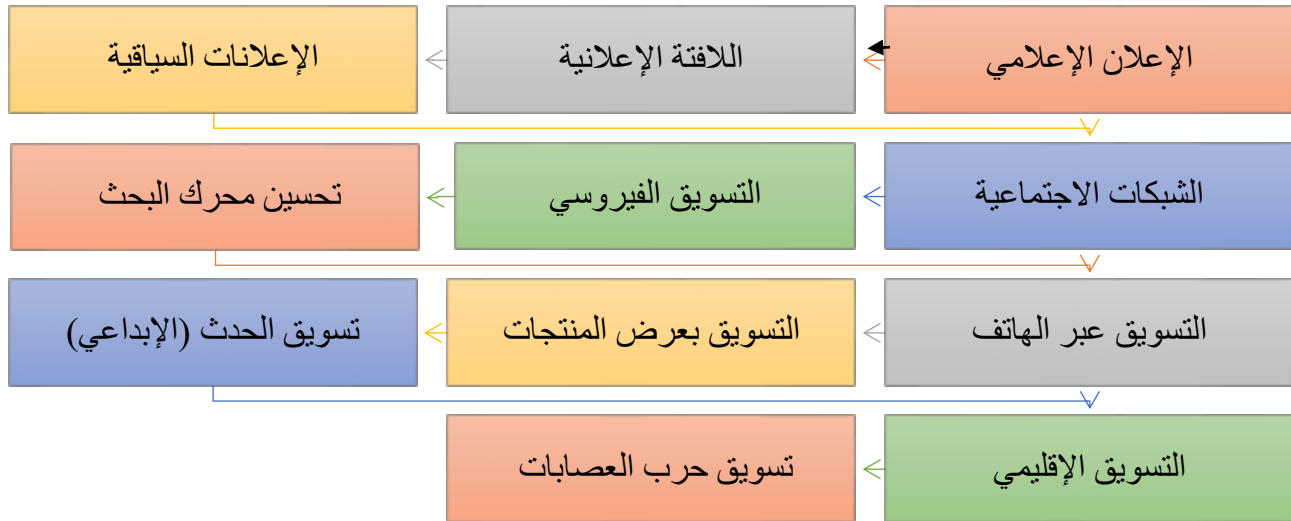 الإعلان الإعلامي
اللافتة الإعلانية
الإعلانات السياقية
الشبكات الاجتماعية
التسويق الفيروسي
تحسين محرك البحث
التسويق عبر الهاتف
التسويق بعرض المنتجات
تسويق الحدث (الإبداعي)
التسويق الإقليمي
تسويق حرب العصابات